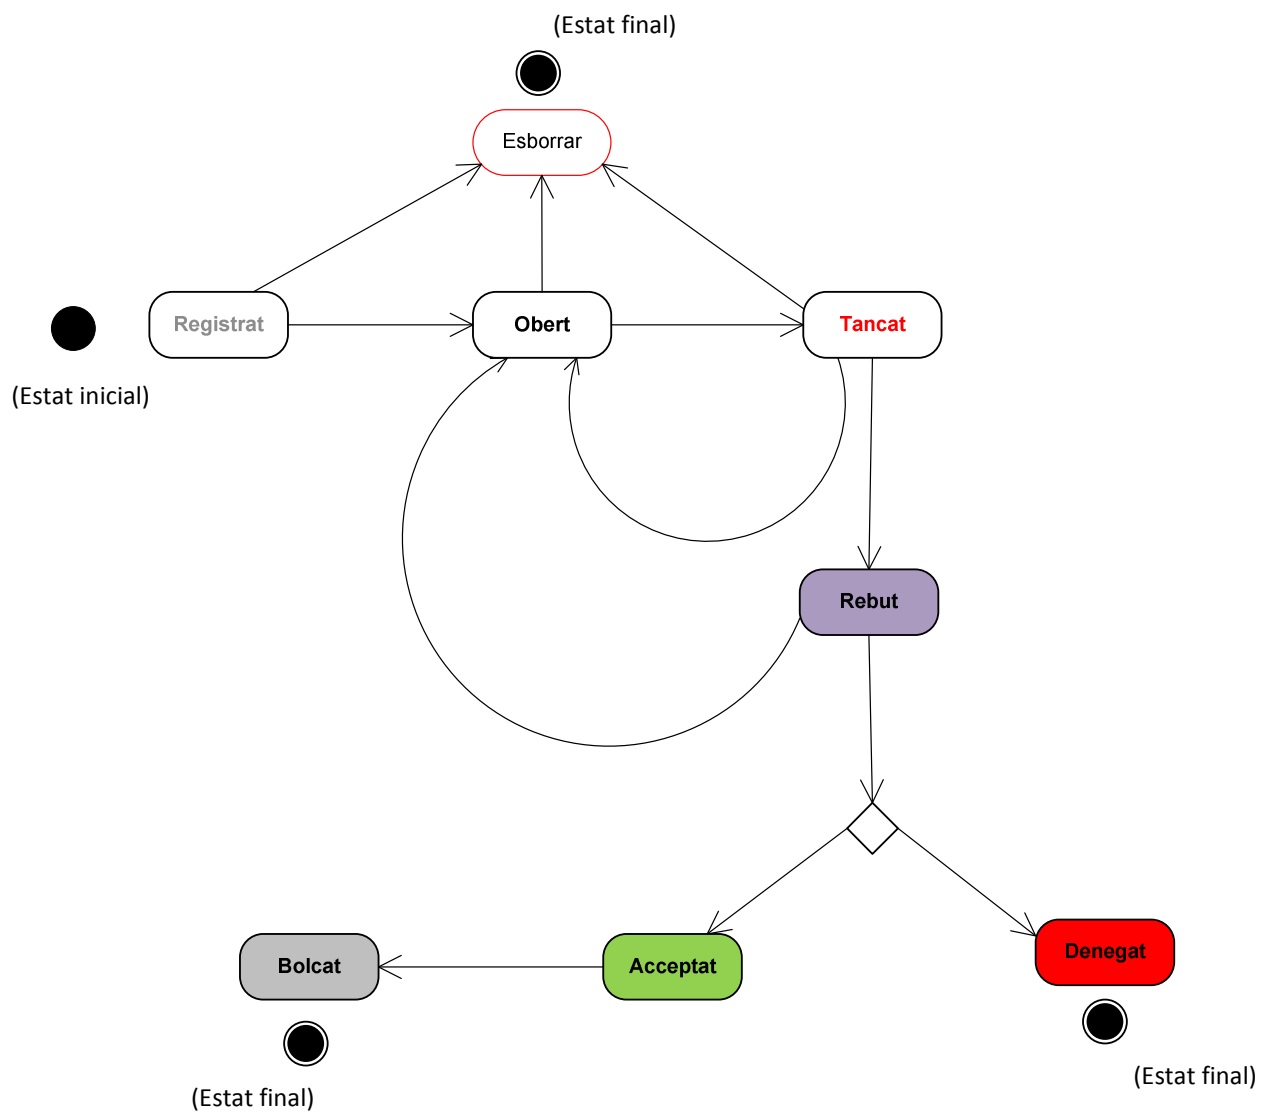 (Estat final)
Esborrar
Registrat
Obert
Tancat
(Estat inicial)
Rebut
Bolcat
Acceptat
Denegat
(Estat final)
(Estat final)